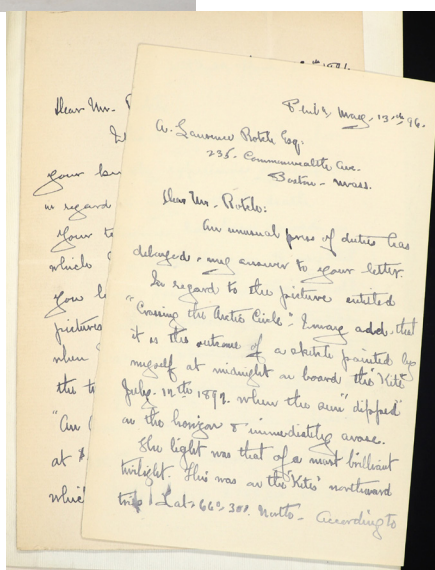 Dear Mr.
your
in regard
your
which
you
pictures
when
the
"An
at
which
Phila, May. 13th 96.
A. Lawrence Rotch Esq.
235- Commonwealth Ave.
Boston - Mass.
Dear Mr. Rotch:
An unusual press of duties has
delayed my answer to your letter.
In regard to the picture entitled
"Crossing the Arctic Circle". I may add, that
it is the outcome of a sketch painted by
myself at midnight on board the "Kite"
July. 12th 1892. when the sun "dipped"
on the horizon & immediately arose.
The light was that of a most brilliant
twilight. This was on the "Kites" northward
trip Lat. 66°. 30'. North. According to